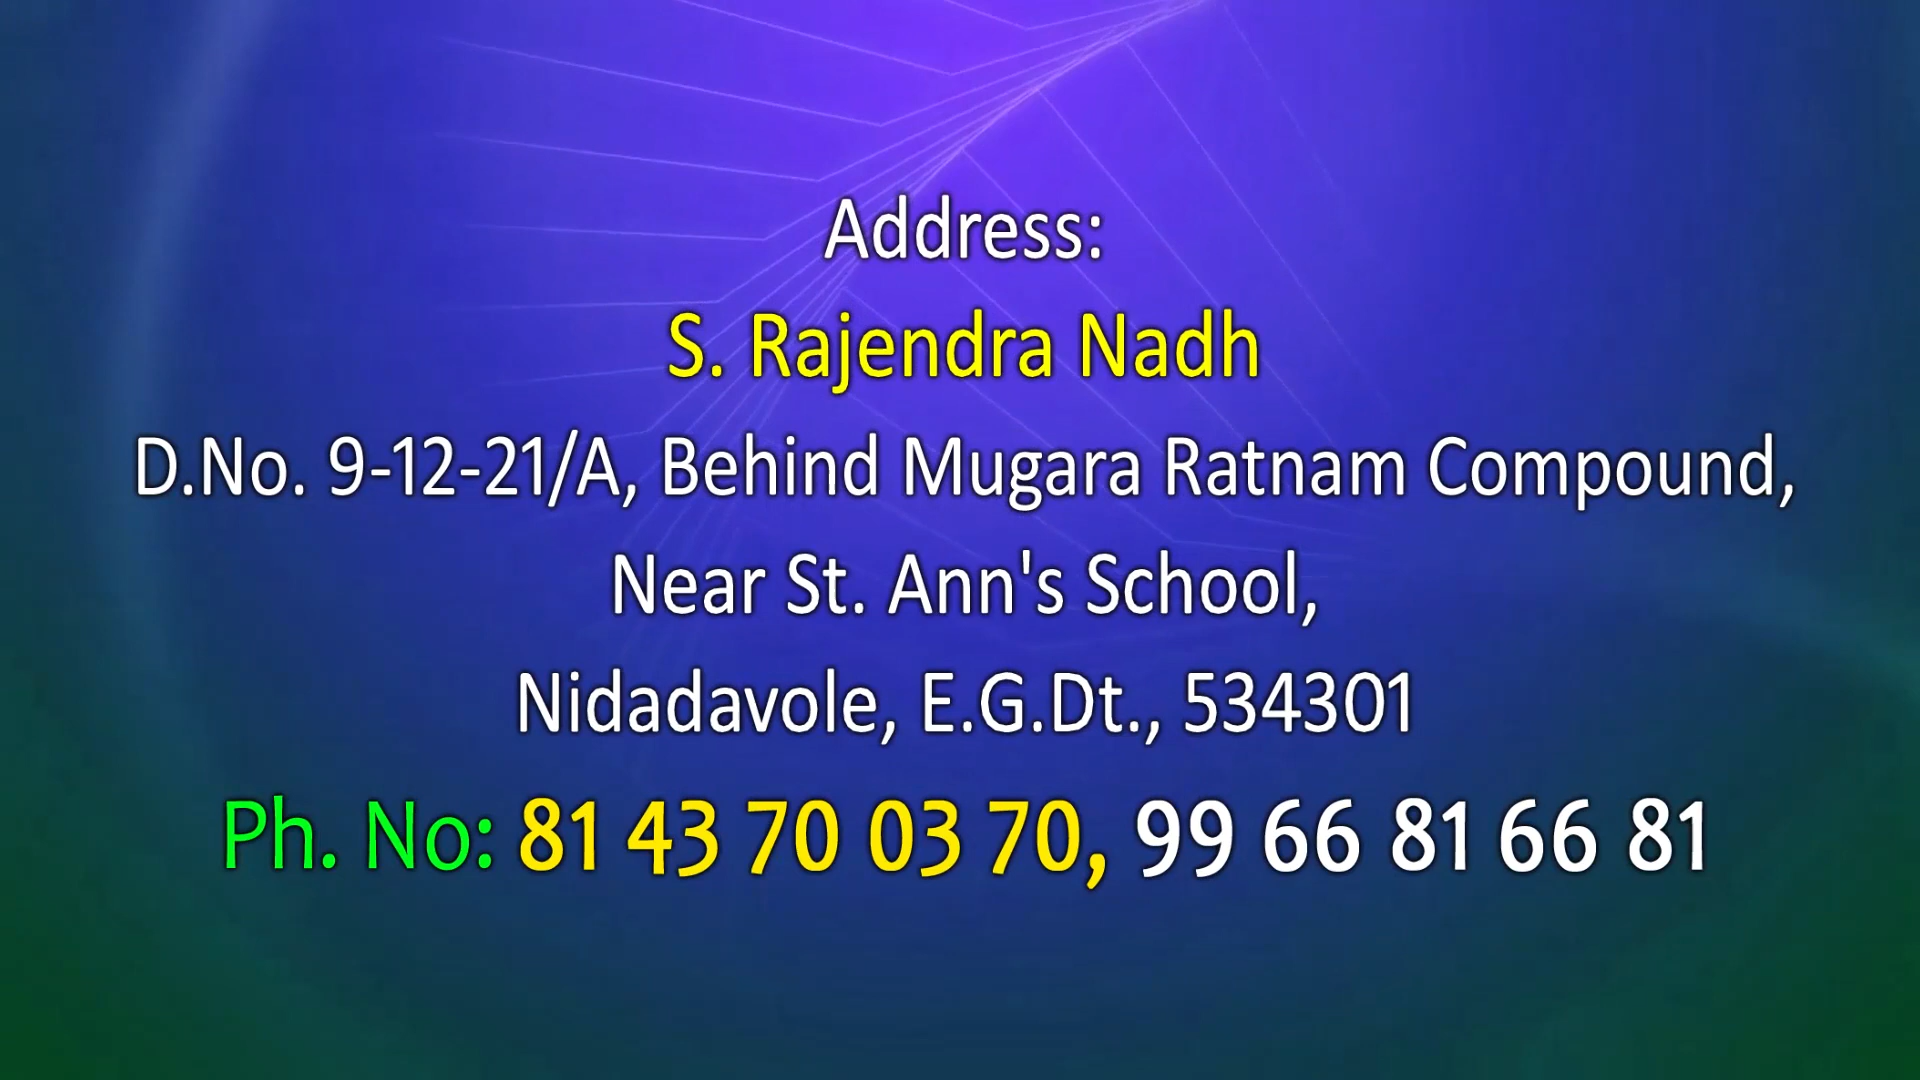 Address:
S. Rajendra Nadh
D.No. 9-12-21/A, Behind Mugara Ratnam Compound,
Near St. Ann's School,
Nidadavole, E.G.Dt., 534301
Ph. No: 81 43 70 03 70, 99 66 81 66 81